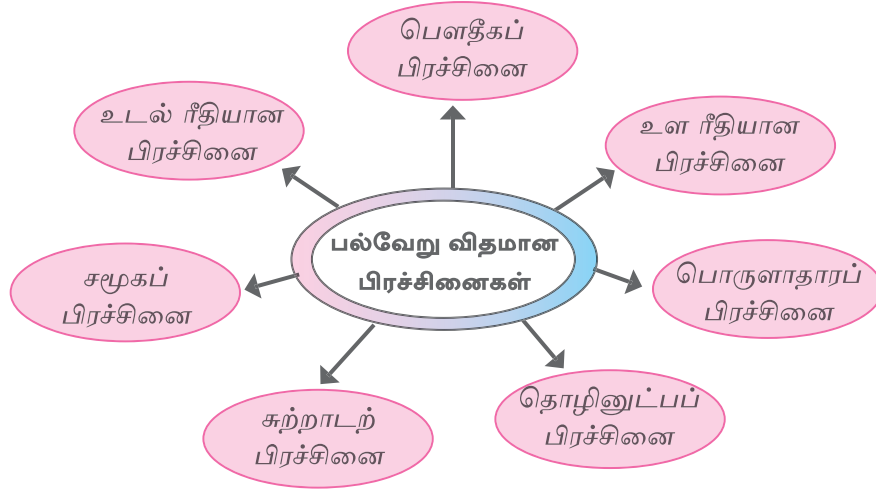 பௌதீகப்
பிரச்சினை
உடல் ரீதியான
பிரச்சினை
உள ரீதியான
பிரச்சினை
பல்வேறு விதமான
பிரச்சினைகள்
சமூகப்
பிரச்சினை
பொருளாதாரப்
பிரச்சினை
சுற்றாடற்
பிரச்சினை
தொழினுட்பப்
பிரச்சினை